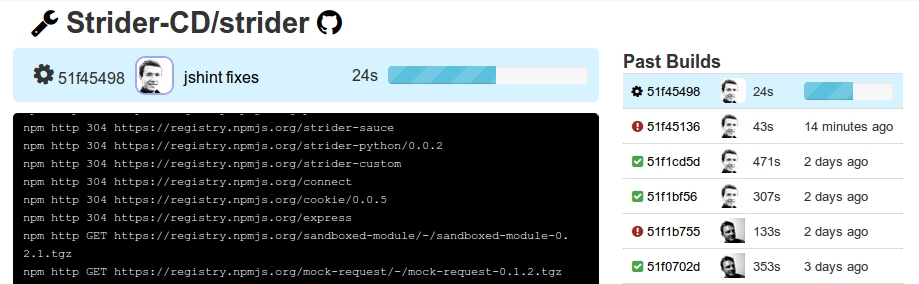 Strider-CD/strider
51f45498 jshint fixes 24s
npm http 304 https://registry.npmjs.org/strider-sauce
npm http 304 https://registry.npmjs.org/strider-python/0.0.2
npm http 304 https://registry.npmjs.org/strider-custom
npm http 304 https://registry.npmjs.org/connect
npm http 304 https://registry.npmjs.org/cookie/0.0.5
npm http 304 https://registry.npmjs.org/express
npm http GET https://registry.npmjs.org/sandboxed-module/-/sandboxed-module-0.
2.1.tgz
npm http GET https://registry.npmjs.org/mock-request/-/mock-request-0.1.2.tgz
Past Builds
51f45498 24s
51f45136 43s 14 minutes ago
51f1cd5d 471s 2 days ago
51f1bf56 307s 2 days ago
51f1b755 133s 2 days ago
51f0702d 353s 3 days ago